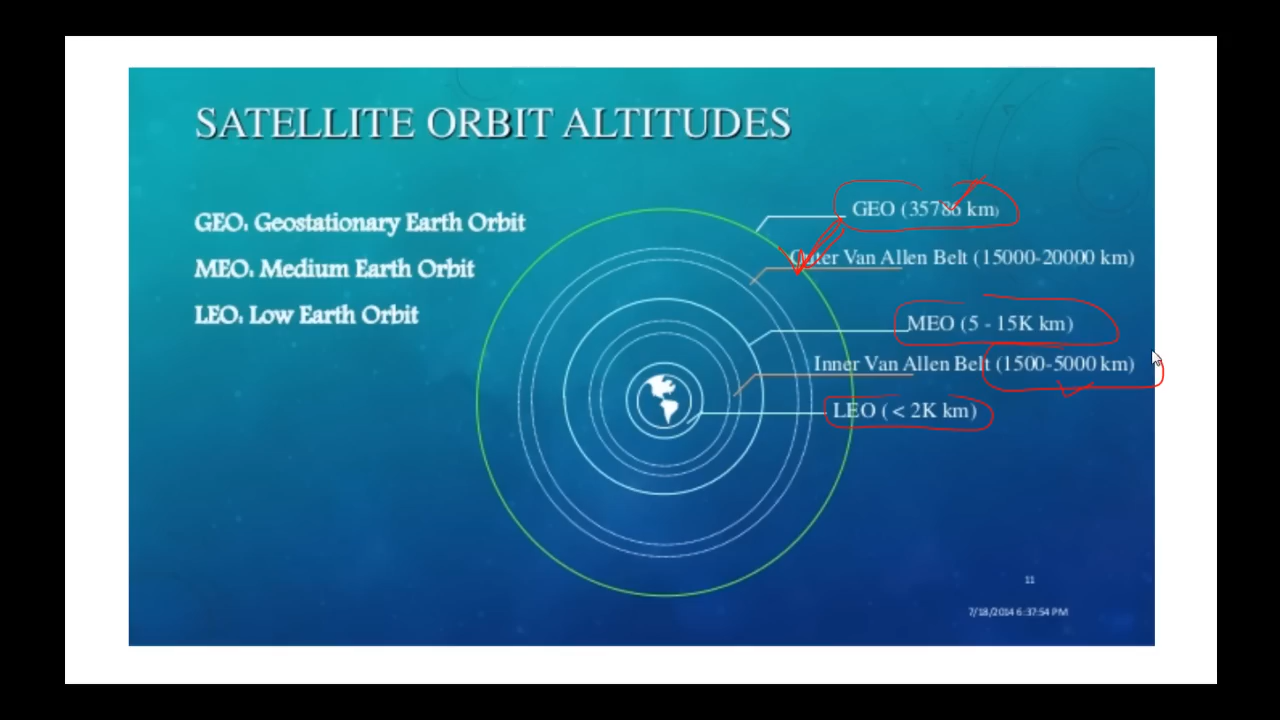 SATELLITE ORBIT ALTITUDES
GEO: Geostationary Earth Orbit
MEO: Medium Earth Orbit
LEO: Low Earth Orbit
GEO (35786 km)
Outer Van Allen Belt (15000-20000 km)
MEO (5 - 15K km)
Inner Van Allen Belt (1500-5000 km)
LEO ( < 2K km)
11
7/18/2014 6:37:54 PM